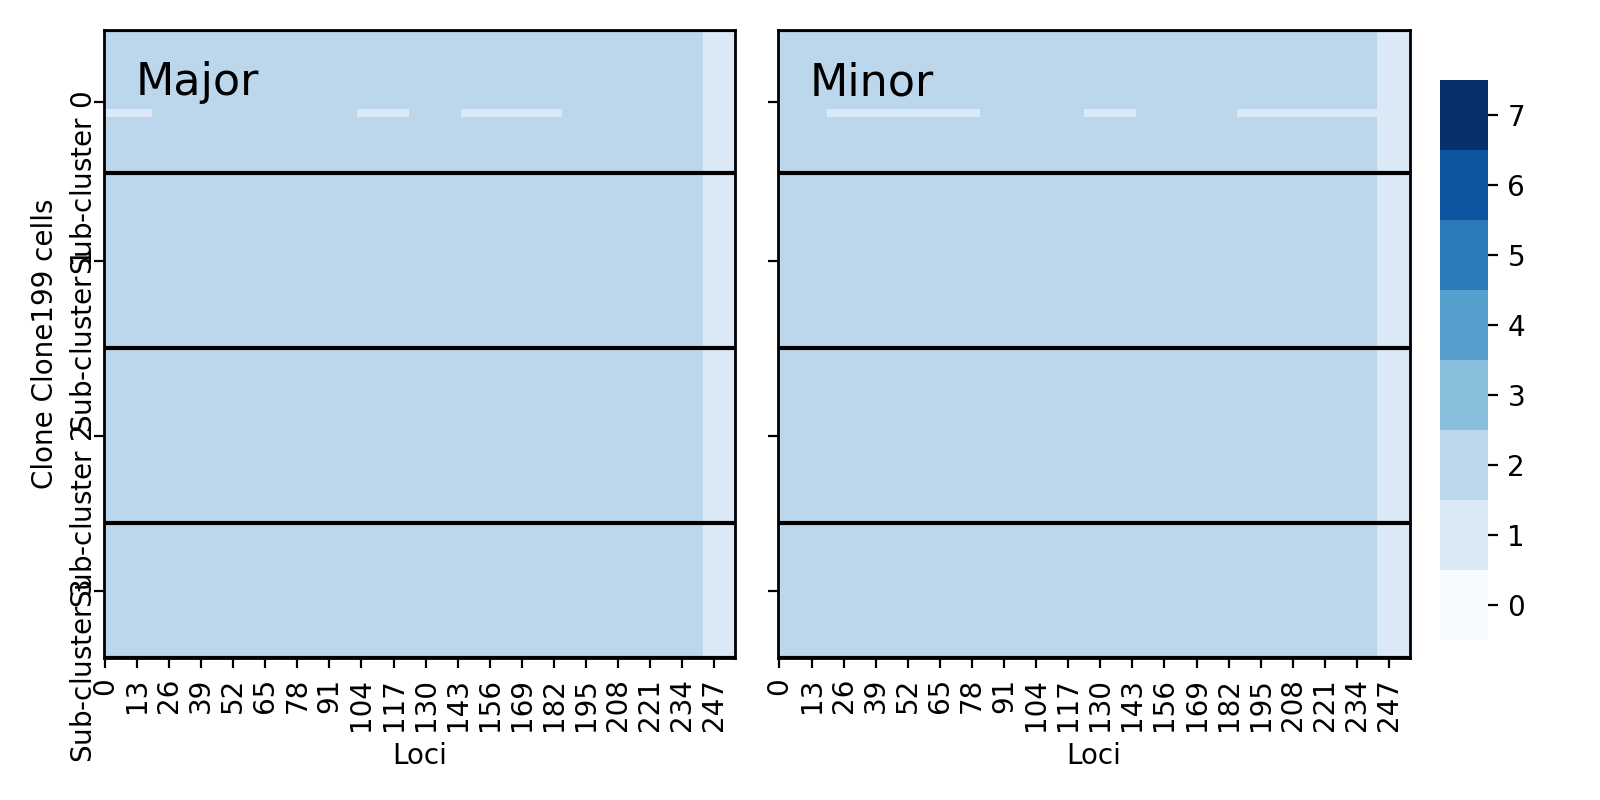 Major
Minor
Clone Clone199 cells
Sub-cluster 0
Sub-cluster 1
Sub-cluster 2
Sub-cluster 3
0 13 26 39 52 65 78 91 104 117 130 143 156 169 182 195 208 221 234 247
Loci
0 13 26 39 52 65 78 91 104 117 130 143 156 169 182 195 208 221 234 247
Loci
7
6
5
4
3
2
1
0